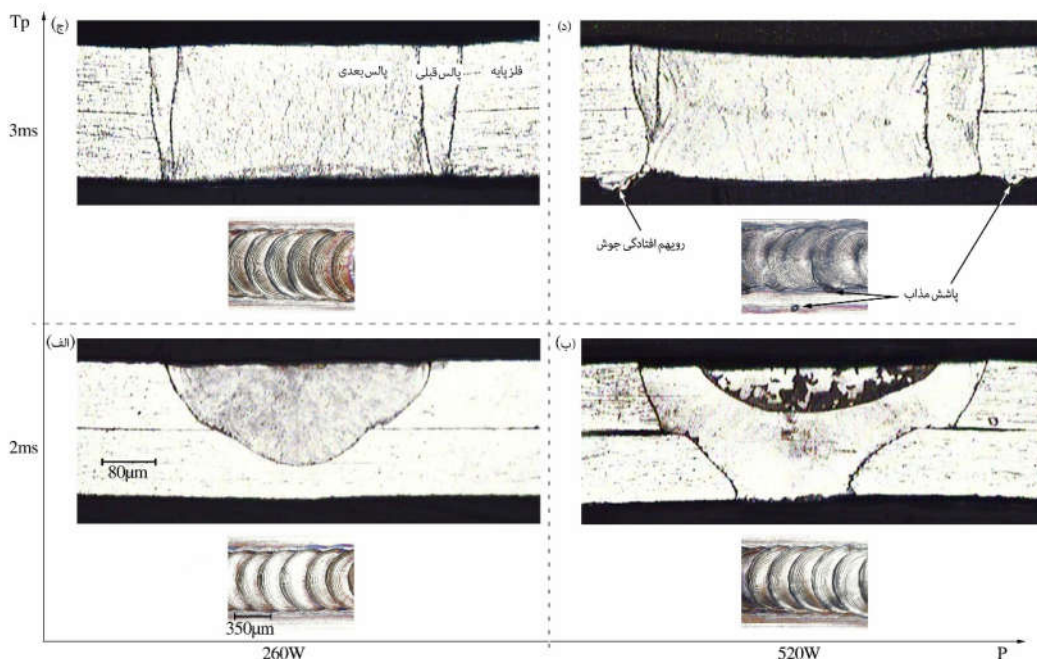 Tp
(ج)
(د)
3ms
فلز پایه
پالس قبلی
پالس بعدی
رویهم افتادگی جوش
پاشش مذاب
(الف)
(ب)
2ms
80µm
350µm
260W
520W
P